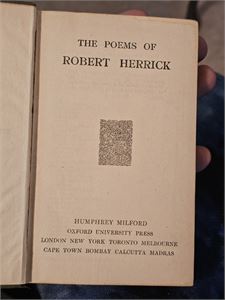 THE POEMS OF
ROBERT HERRICK
HUMPHREY MILFORD
OXFORD UNIVERSITY PRESS
LONDON NEW YORK TORONTO MELBOURNE
CAPE TOWN BOMBAY CALCUTTA MADRAS